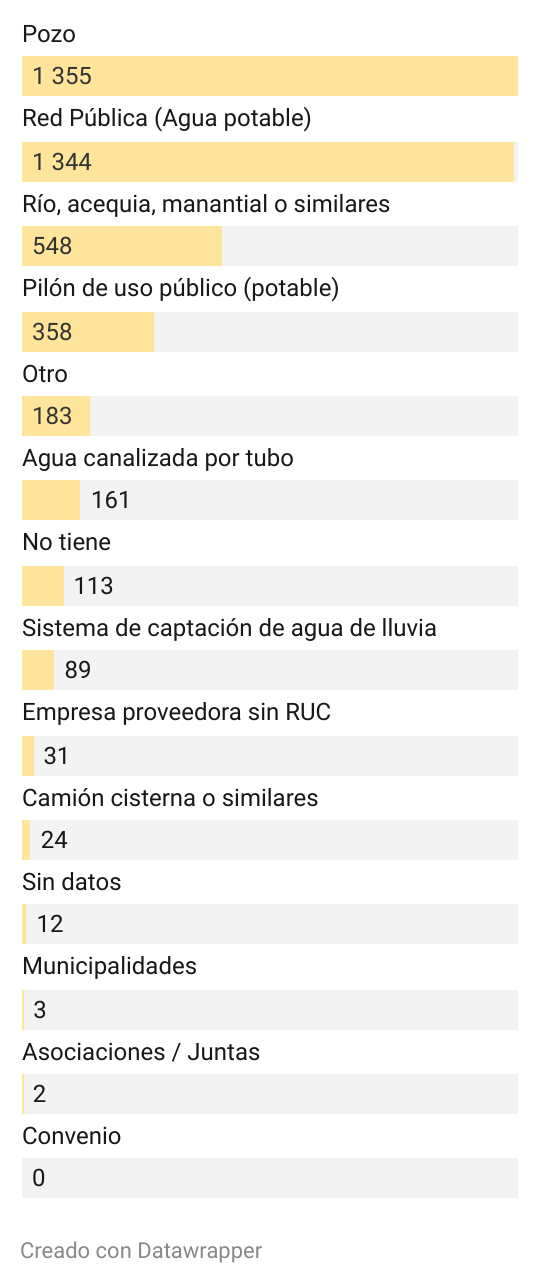 Pozo
1 355
Red Pública (Agua potable)
1 344
Río, acequia, manantial o similares
548
Pilón de uso público (potable)
358
Otro
183
Agua canalizada por tubo
161
No tiene
113
Sistema de captación de agua de lluvia
89
Empresa proveedora sin RUC
31
Camión cisterna o similares
24
Sin datos
12
Municipalidades
3
Asociaciones / Juntas
2
Convenio
0
Creado con Datawrapper